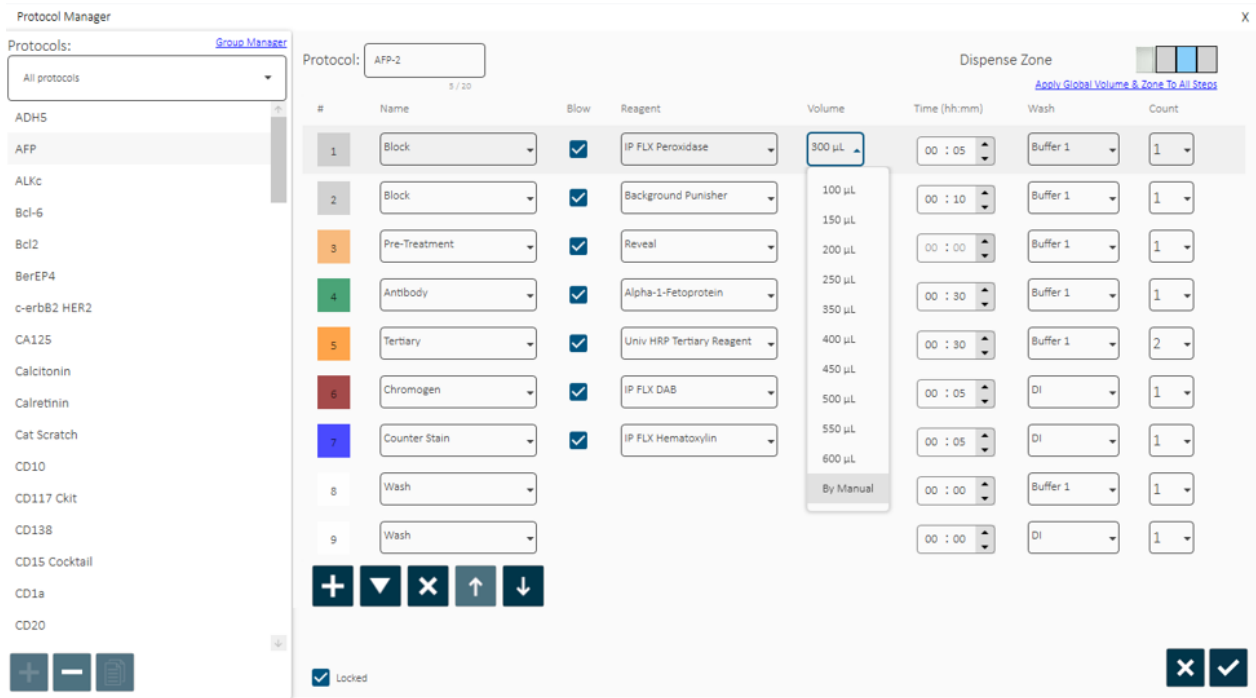 Protocol Manager
X
Protocols:
Group Manager
All protocols
ADH5
AFP
ALKc
Bcl-6
Bcl2
BerEP4
c-erbB2 HER2
CA125
Calcitonin
Calretinin
Cat Scratch
CD10
CD117 Ckit
CD138
CD15 Cocktail
CD1a
CD20
Protocol: AFP-2
5 / 20
Dispense Zone
Apply Global Volume & Zone To All Steps
# Name Blow Reagent Volume Time (hh:mm) Wash Count
1 Block IP FLX Peroxidase 300 µL 00 : 05 Buffer 1 1
2 Block Background Punisher 00 : 10 Buffer 1 1
3 Pre-Treatment Reveal 00 : 00 Buffer 1 1
4 Antibody Alpha-1-Fetoprotein 00 : 30 Buffer 1 1
5 Tertiary Univ HRP Tertiary Reagent 00 : 30 Buffer 1 2
6 Chromogen IP FLX DAB 00 : 05 DI 1
7 Counter Stain IP FLX Hematoxylin 00 : 05 DI 1
8 Wash 00 : 00 Buffer 1 1
9 Wash 00 : 00 DI 1
100 µL
150 µL
200 µL
250 µL
350 µL
400 µL
450 µL
500 µL
550 µL
600 µL
By Manual
Locked